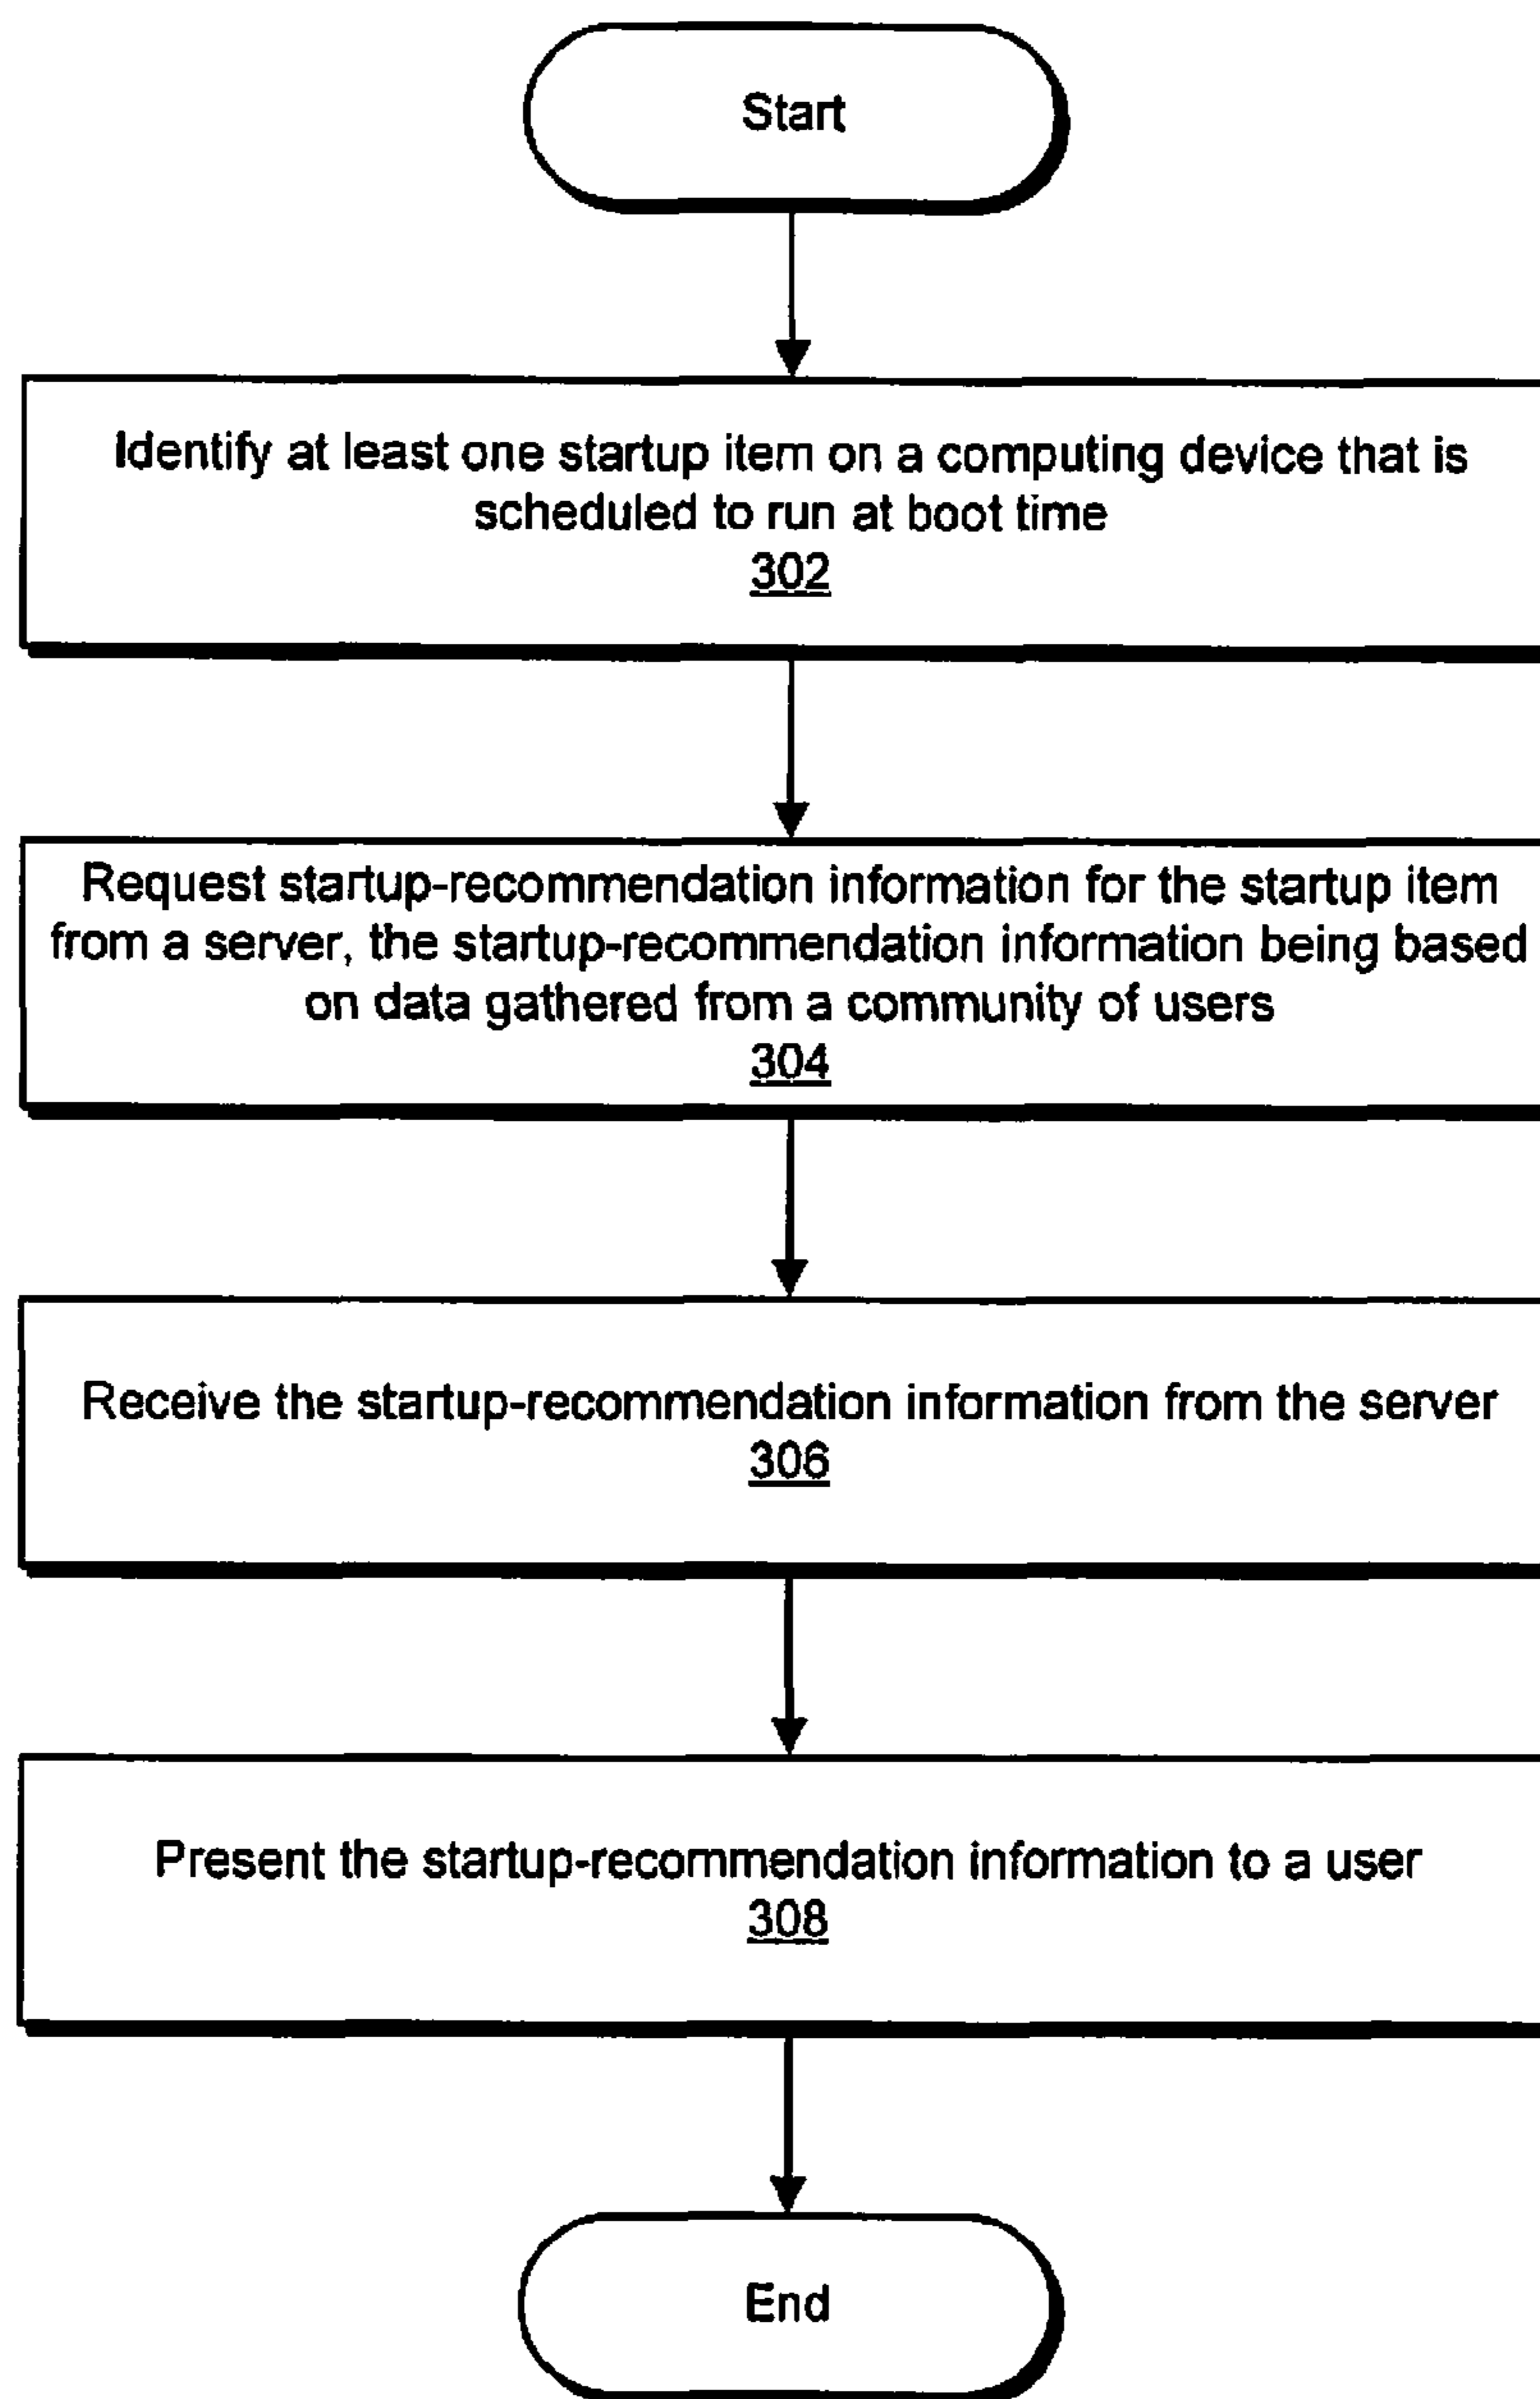 Start
Identify at least one startup item on a computing device that is
scheduled to run at boot time
302
Request startup-recommendation information for the startup item
from a server, the startup-recommendation information being based
on data gathered from a community of users
304
Receive the startup-recommendation information from the server
306
Present the startup-recommendation information to a user
308
End